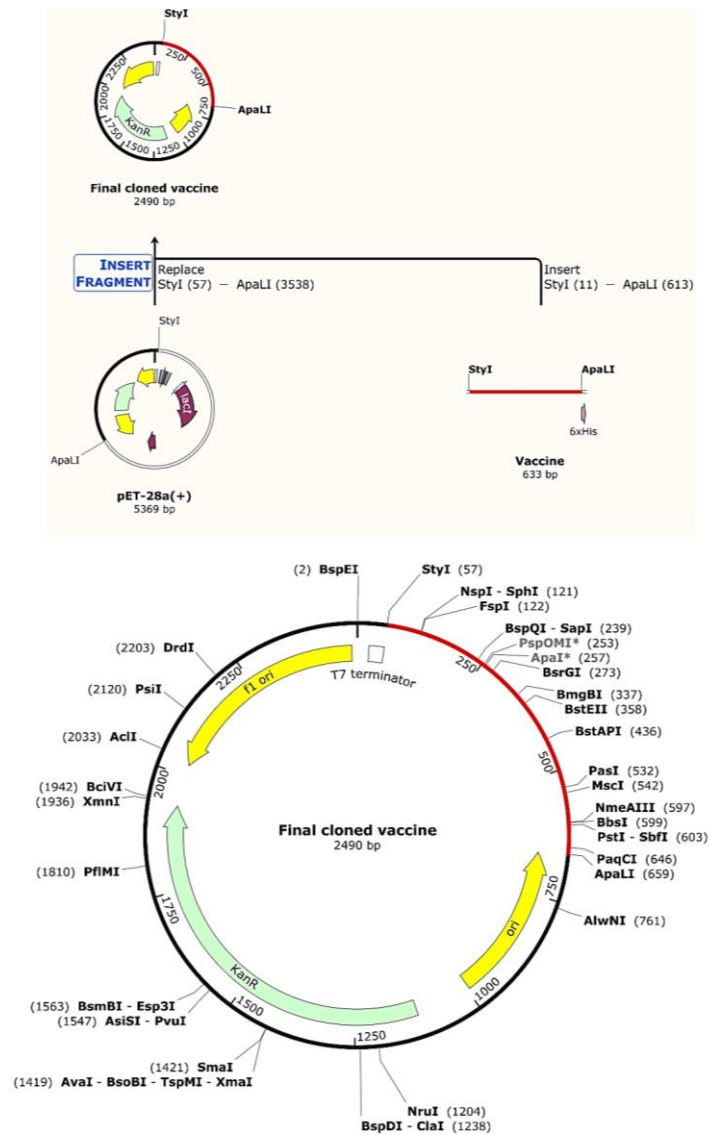 StyI
2250
250
500
2000
750
ApaLI
KanR
1750
1000
1500
1250
Final cloned vaccine
2490 bp
INSERT
FRAGMENT
Replace
StyI (57) – ApaLI (3538)
Insert
StyI (11) – ApaLI (613)
StyI
lacI
ApaLI
pET-28a(+)
5369 bp
StyI
ApaLI
6xHis
Vaccine
633 bp
(2) BspEI
StyI (57)
NspI - SphI (121)
FspI (122)
BspQI - SapI (239)
PspOMI* (253)
ApaI* (257)
BsrGI (273)
BmgBI (337)
BstEII (358)
BstAPI (436)
PasI (532)
MscI (542)
NmeAIII (597)
BbsI (599)
PstI - SbfI (603)
PaqCI (646)
ApaLI (659)
AlwNI (761)
NruI (1204)
BspDI - ClaI (1238)
(1419) AvaI - BsoBI - TspMI - XmaI
(1421) SmaI
(1547) AsiSI - PvuI
(1563) BsmBI - Esp3I
(1810) PflMI
(1936) XmnI
(1942) BciVI
(2033) AclI
(2120) PsiI
(2203) DrdI
T7 terminator
f1 ori
KanR
ori
250
500
750
1000
1250
1500
1750
2000
2250
Final cloned vaccine
2490 bp